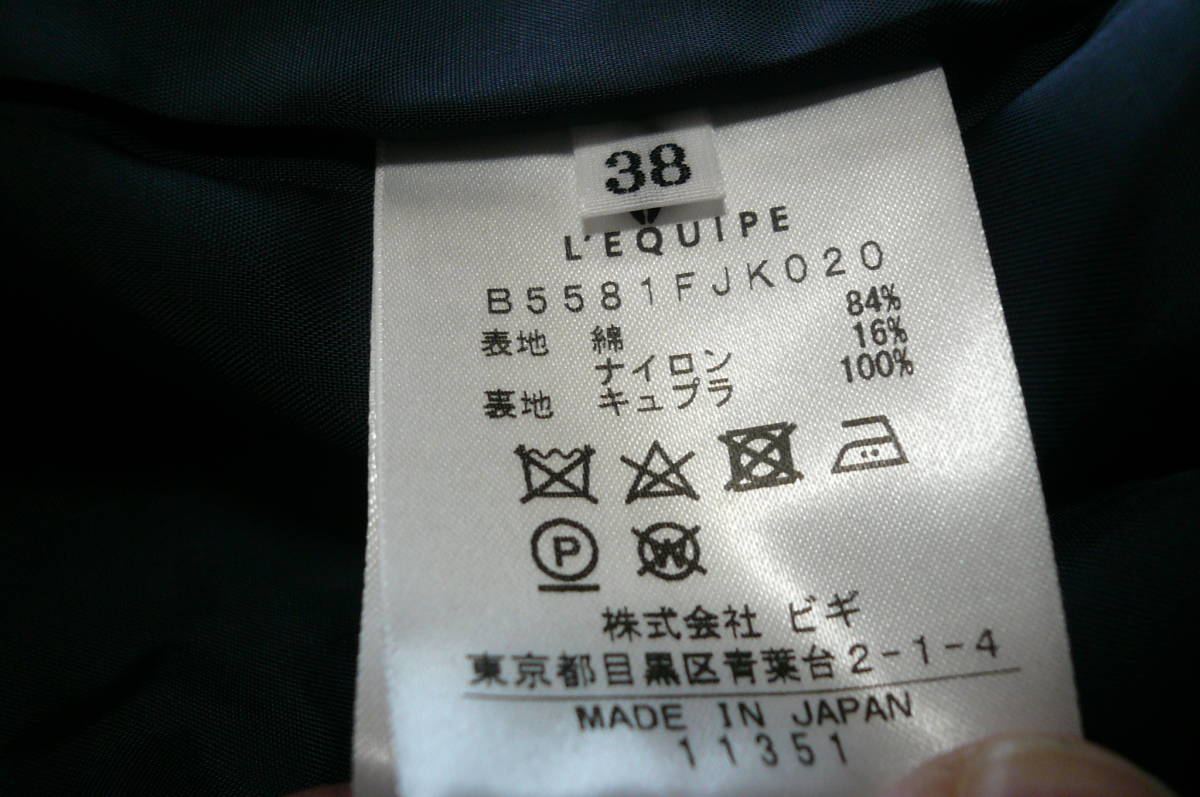 38
L'EQUIPE
B5581FJK020
表地 綿 84%
ナイロン 16%
裏地 キュプラ 100%
P
W
株式会社 ビギ
東京都目黒区青葉台2-1-4
MADE IN JAPAN
11351